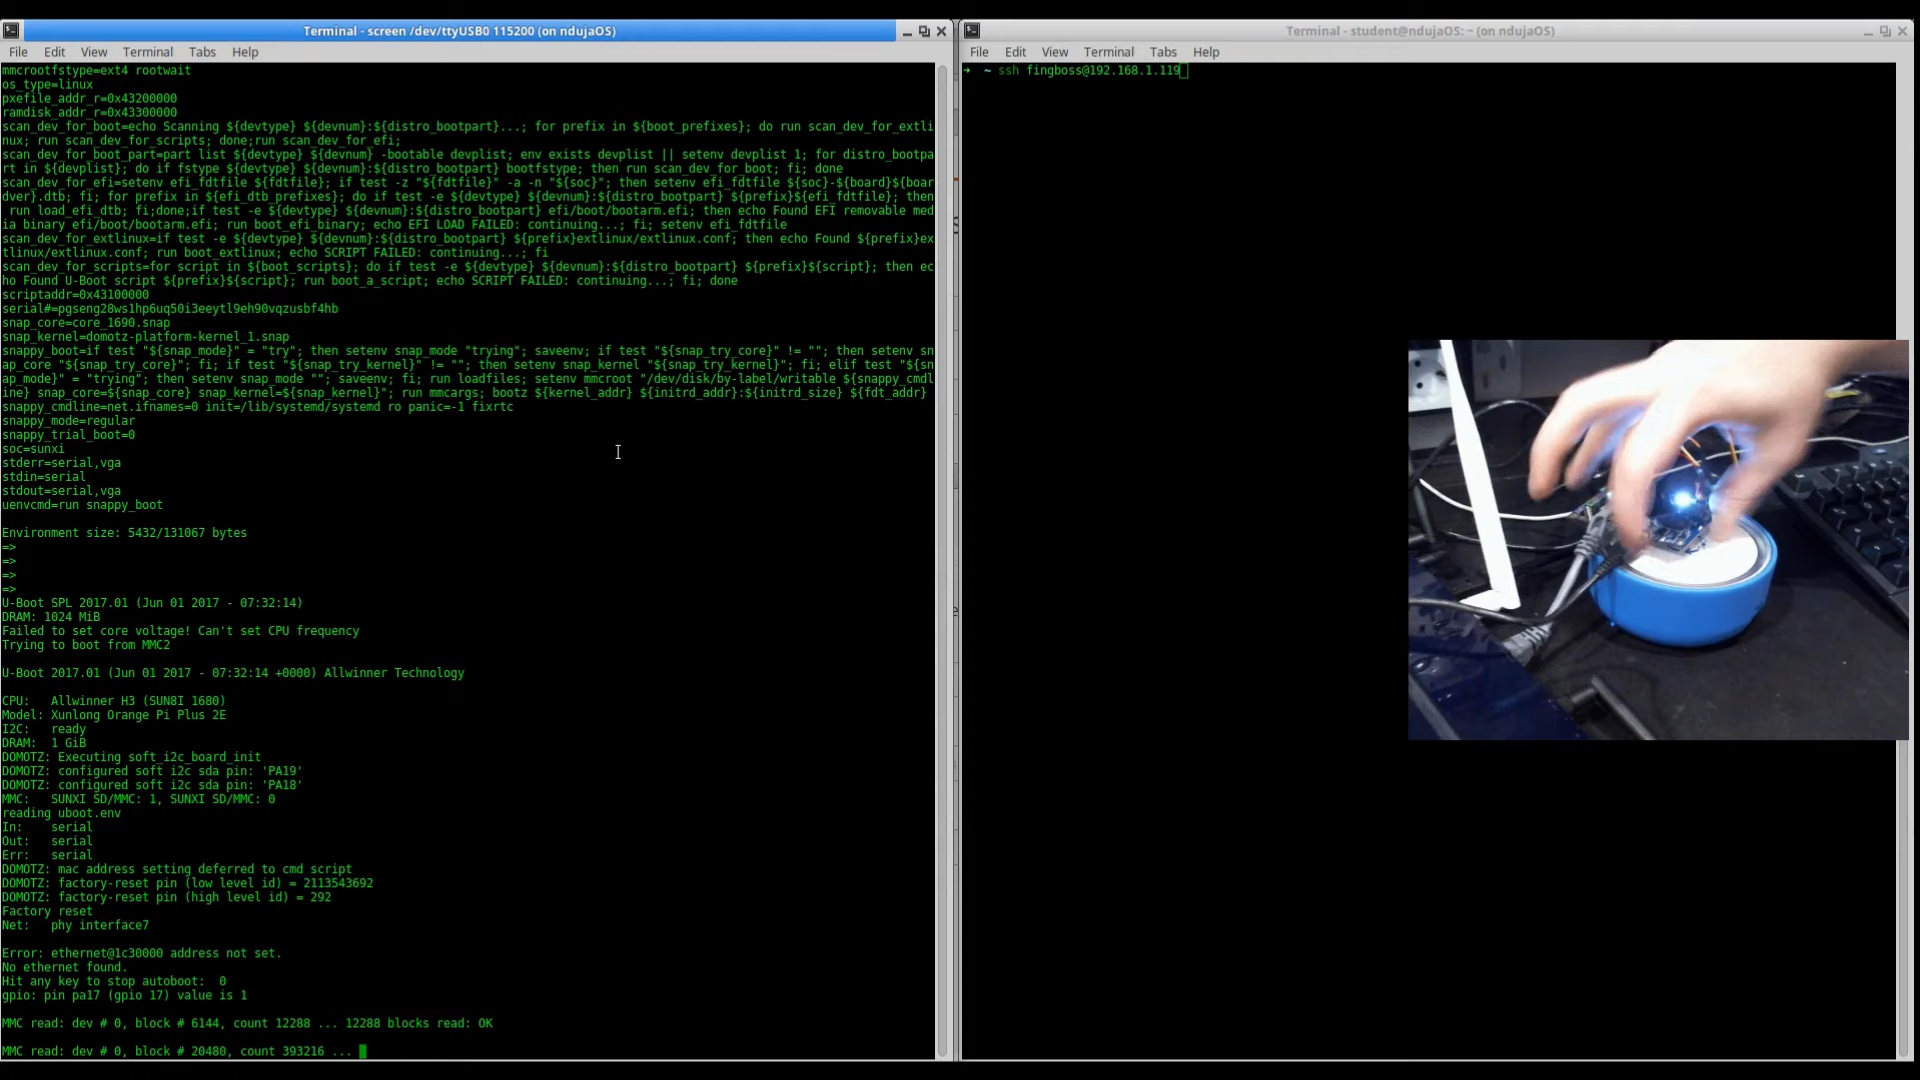 Terminal - screen /dev/ttyUSB0 115200 (on ndujaOS)
File Edit View Terminal Tabs Help
mmcrootfstype=ext4 rootwait
os_type=linux
pxefile_addr_r=0x43200000
ramdisk_addr_r=0x43300000
scan_dev_for_boot=echo Scanning ${devtype} ${devnum}:${distro_bootpart}...; for prefix in ${boot_prefixes}; do run scan_dev_for_extli
nux; run scan_dev_for_scripts; done;run scan_dev_for_efi;
scan_dev_for_boot_part=part list ${devtype} ${devnum} -bootable devplist; env exists devplist || setenv devplist 1; for distro_bootpa
rt in ${devplist}; do if fstype ${devtype} ${devnum}:${distro_bootpart} bootfstype; then run scan_dev_for_boot; fi; done
scan_dev_for_efi=setenv efi_fdtfile ${fdtfile}; if test -z "${fdtfile}" -a -n "${soc}"; then setenv efi_fdtfile ${soc}-${board}${boar
dver}.dtb; fi; for prefix in ${efi_dtb_prefixes}; do if test -e ${devtype} ${devnum}:${distro_bootpart} ${prefix}${efi_fdtfile}; then
 run load_efi_dtb; fi;done;if test -e ${devtype} ${devnum}:${distro_bootpart} efi/boot/bootarm.efi; then echo Found EFI removable med
ia binary efi/boot/bootarm.efi; run boot_efi_binary; echo EFI LOAD FAILED: continuing...; fi; setenv efi_fdtfile
scan_dev_for_extlinux=if test -e ${devtype} ${devnum}:${distro_bootpart} ${prefix}extlinux/extlinux.conf; then echo Found ${prefix}ex
tlinux/extlinux.conf; run boot_extlinux; echo SCRIPT FAILED: continuing...; fi
scan_dev_for_scripts=for script in ${boot_scripts}; do if test -e ${devtype} ${devnum}:${distro_bootpart} ${prefix}${script}; then ec
ho Found U-Boot script ${prefix}${script}; run boot_a_script; echo SCRIPT FAILED: continuing...; fi; done
scriptaddr=0x43100000
serial#=pgseng28ws1hp6uq50i3eeytl9eh90vqzusbf4hb
snap_core=core_1690.snap
snap_kernel=domotz-platform-kernel_1.snap
snappy_boot=if test "${snap_mode}" = "try"; then setenv snap_mode "trying"; saveenv; if test "${snap_try_core}" != ""; then setenv sn
ap_core "${snap_try_core}"; fi; if test "${snap_try_kernel}" != ""; then setenv snap_kernel "${snap_try_kernel}"; fi; elif test "${sn
ap_mode}" = "trying"; then setenv snap_mode ""; saveenv; fi; run loadfiles; setenv mmcroot "/dev/disk/by-label/writable ${snappy_cmdl
ine} snap_core=${snap_core} snap_kernel=${snap_kernel}"; run mmcargs; bootz ${kernel_addr} ${initrd_addr}:${initrd_size} ${fdt_addr}
snappy_cmdline=net.ifnames=0 init=/lib/systemd/systemd ro panic=-1 fixrtc
snappy_mode=regular
snappy_trial_boot=0
soc=sunxi
stderr=serial,vga
stdin=serial
stdout=serial,vga
uenvcmd=run snappy_boot
Environment size: 5432/131067 bytes
=>
=>
=>
=>
U-Boot SPL 2017.01 (Jun 01 2017 - 07:32:14)
DRAM: 1024 MiB
Failed to set core voltage! Can't set CPU frequency
Trying to boot from MMC2
U-Boot 2017.01 (Jun 01 2017 - 07:32:14 +0000) Allwinner Technology
CPU:   Allwinner H3 (SUN8I 1680)
Model: Xunlong Orange Pi Plus 2E
I2C:   ready
DRAM:  1 GiB
DOMOTZ: Executing soft_i2c_board_init
DOMOTZ: configured soft i2c sda pin: 'PA19'
DOMOTZ: configured soft i2c sda pin: 'PA18'
MMC:   SUNXI SD/MMC: 1, SUNXI SD/MMC: 0
reading uboot.env
In:    serial
Out:   serial
Err:   serial
DOMOTZ: mac address setting deferred to cmd script
DOMOTZ: factory-reset pin (low level id) = 2113543692
DOMOTZ: factory-reset pin (high level id) = 292
Factory reset
Net:   phy interface7
Error: ethernet@1c30000 address not set.
No ethernet found.
Hit any key to stop autoboot:  0
gpio: pin pa17 (gpio 17) value is 1
MMC read: dev # 0, block # 6144, count 12288 ... 12288 blocks read: OK
MMC read: dev # 0, block # 20480, count 393216 ...
Terminal - student@ndujaOS: ~ (on ndujaOS)
File Edit View Terminal Tabs Help
→ ~ ssh fingboss@192.168.1.119